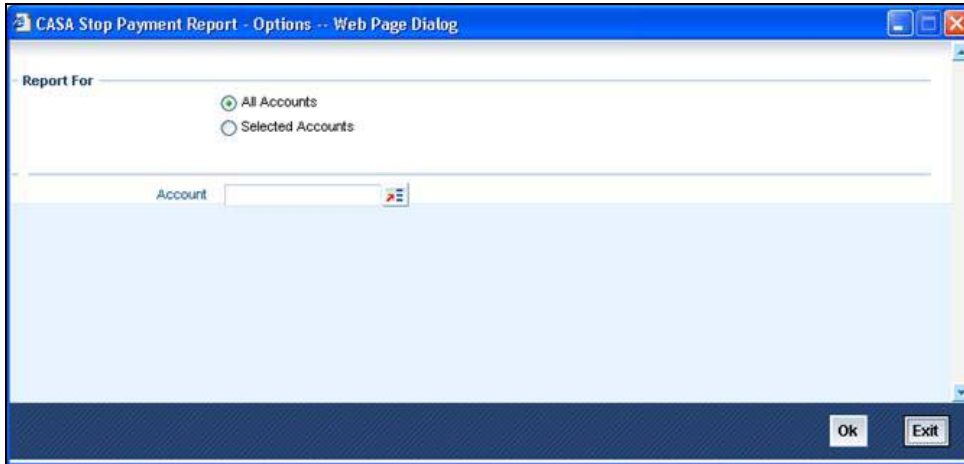 CASA Stop Payment Report - Options -- Web Page Dialog
Report For
All Accounts
Selected Accounts
Account
Ok
Exit